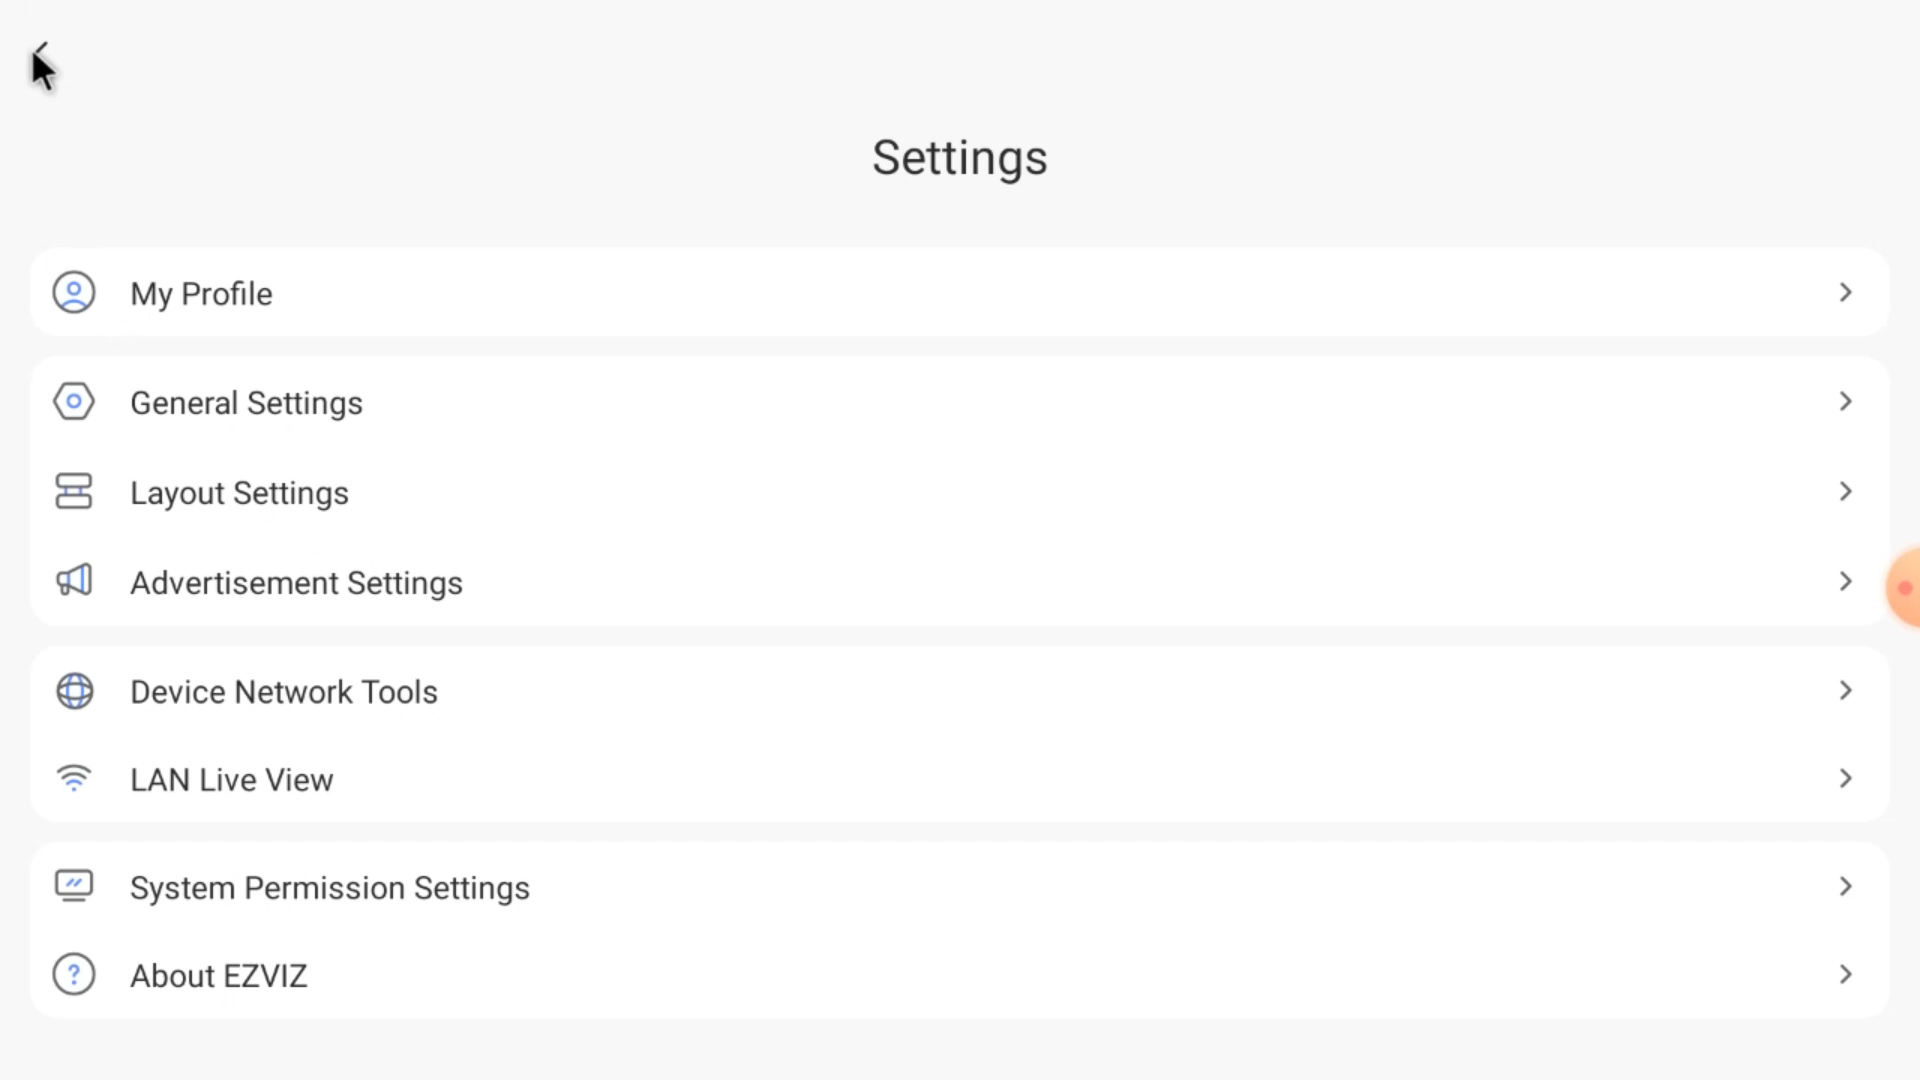 Settings
My Profile
General Settings
Layout Settings
Advertisement Settings
Device Network Tools
LAN Live View
System Permission Settings
About EZVIZ